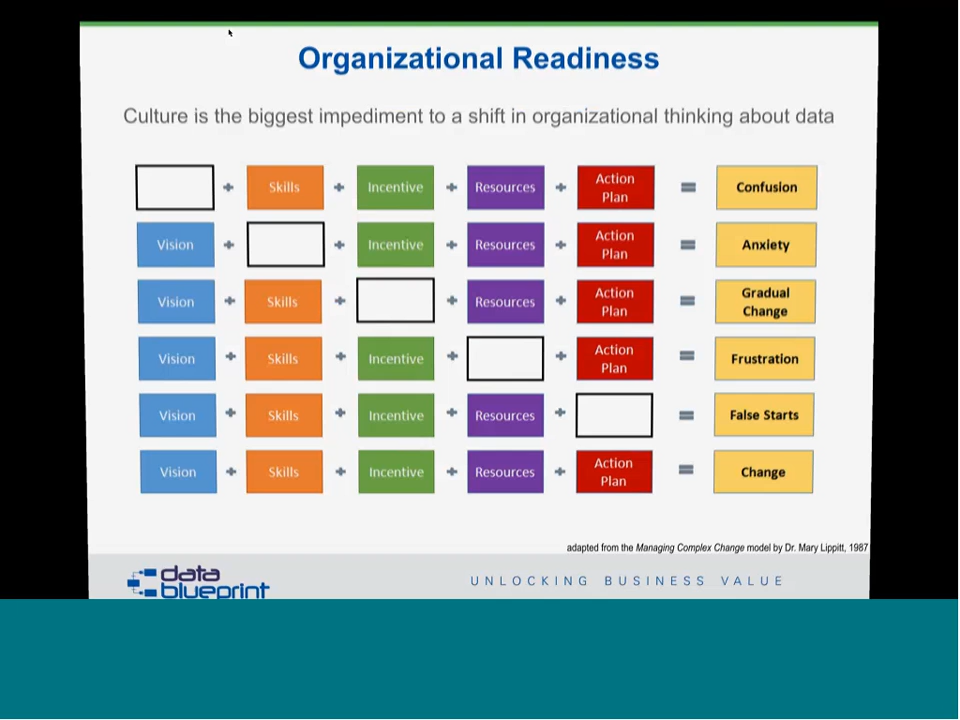 Organizational Readiness
Culture is the biggest impediment to a shift in organizational thinking about data
+ Skills + Incentive + Resources + Action Plan = Confusion
Vision + + Incentive + Resources + Action Plan = Anxiety
Vision + Skills + + Resources + Action Plan = Gradual Change
Vision + Skills + Incentive + + Action Plan = Frustration
Vision + Skills + Incentive + Resources + = False Starts
Vision + Skills + Incentive + Resources + Action Plan = Change
adapted from the Managing Complex Change model by Dr. Mary Lippitt, 1987
data
blueprint
UNLOCKING BUSINESS VALUE